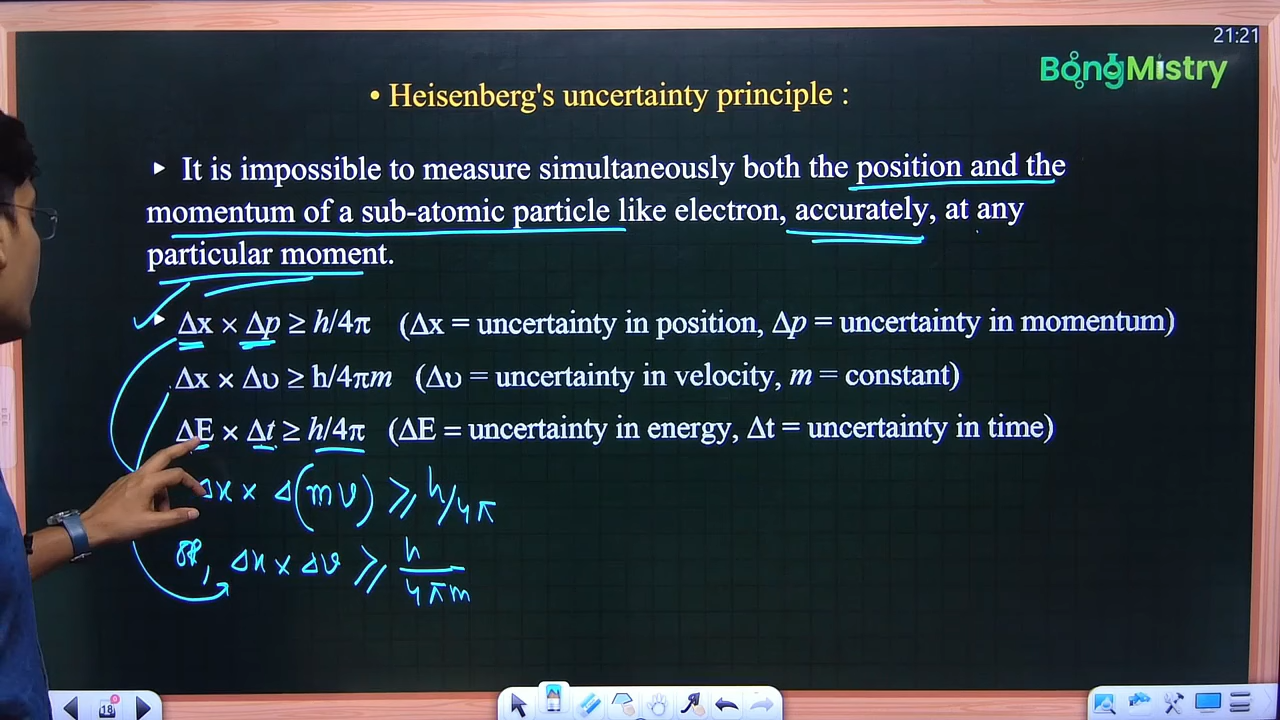 21:21
BongMistry
• Heisenberg's uncertainty principle :
▸ It is impossible to measure simultaneously both the position and the
momentum of a sub-atomic particle like electron, accurately, at any
particular moment.
▸ Δx × Δp ≥ h/4π (Δx = uncertainty in position, Δp = uncertainty in momentum)
Δx × Δυ ≥ h/4πm (Δυ = uncertainty in velocity, m = constant)
ΔE × Δt ≥ h/4π (ΔE = uncertainty in energy, Δt = uncertainty in time)
Δx × Δ(mv) ≥ h/4π
Δx × Δv ≥ h/4πm
18